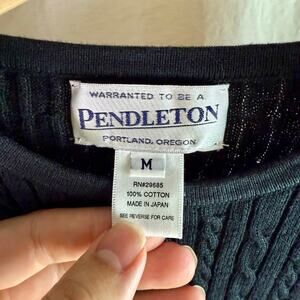 WARRANTED TO BE A
PENDLETON
PORTLAND, OREGON
M
RN#29685
100% COTTON
MADE IN JAPAN
SEE REVERSE FOR CARE